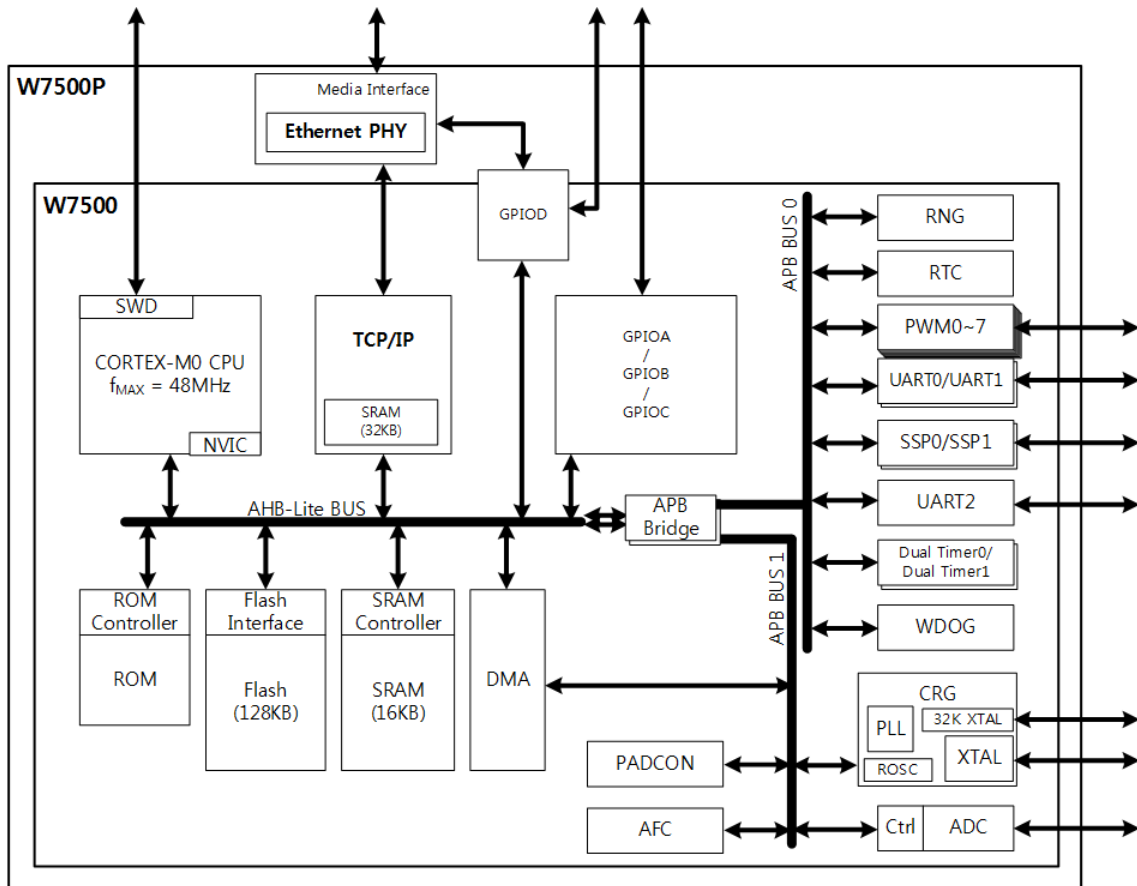 W7500P
Media Interface
Ethernet PHY
W7500
GPIOD
APB BUS 0
RNG
RTC
SWD
CORTEX-M0 CPU
fMAX = 48MHz
NVIC
TCP/IP
SRAM
(32KB)
GPIOA
/
GPIOB
/
GPIOC
PWM0~7
UART0/UART1
SSP0/SSP1
UART2
AHB-Lite BUS
APB
Bridge
APB BUS 1
Dual Timer0/
Dual Timer1
WDOG
ROM
Controller
ROM
Flash
Interface
Flash
(128KB)
SRAM
Controller
SRAM
(16KB)
DMA
CRG
PLL
32K XTAL
ROSC
XTAL
PADCON
AFC
Ctrl
ADC